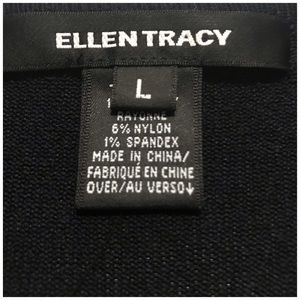 ELLEN TRACY
L
RAYONNE
6% NYLON
1% SPANDEX
MADE IN CHINA/
FABRIQUÉ EN CHINE
OVER/AU VERSO↓